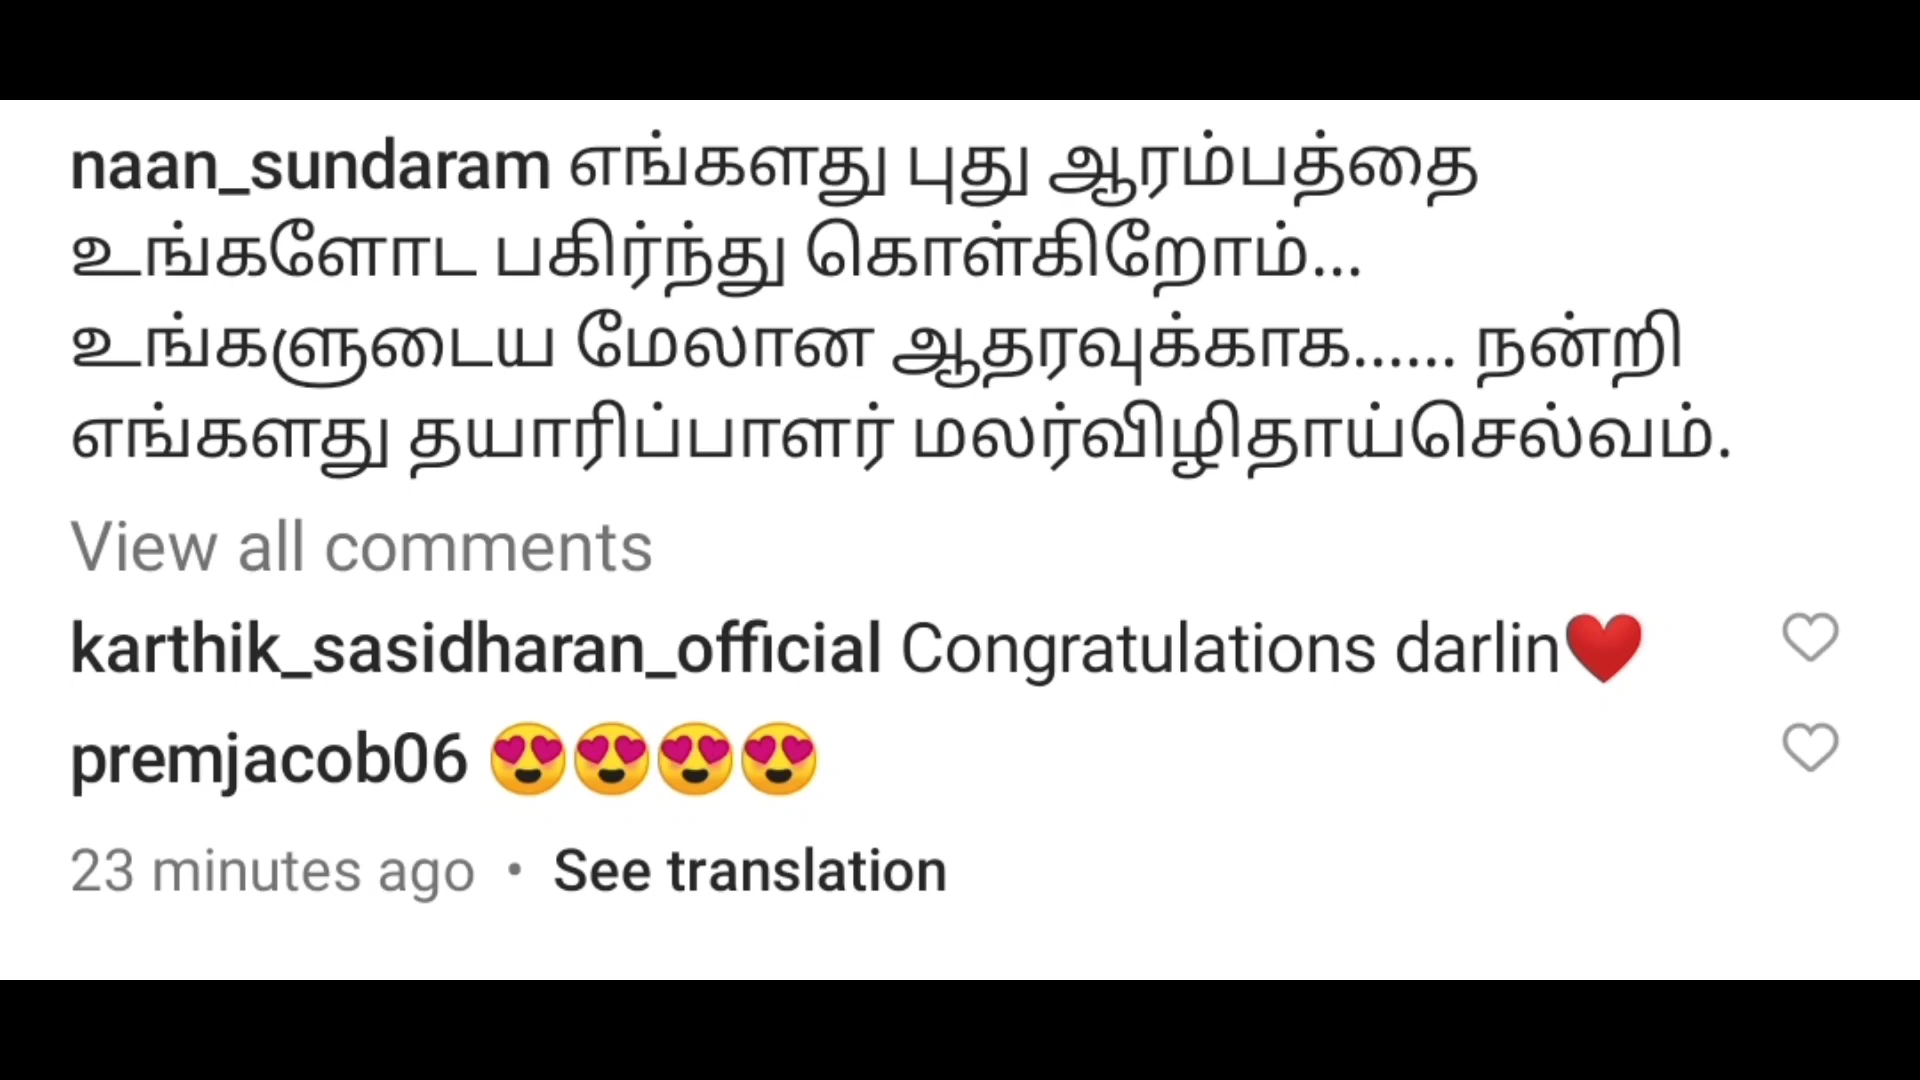 naan_sundaram எங்களது புது ஆரம்பத்தை
உங்களோட பகிர்ந்து கொள்கிறோம்...
உங்களுடைய மேலான ஆதரவுக்காக...... நன்றி
எங்களது தயாரிப்பாளர் மலர்விழிதாய்செல்வம்.
View all comments
karthik_sasidharan_official Congratulations darlin❤️
premjacob06 😍😍😍😍
23 minutes ago • See translation